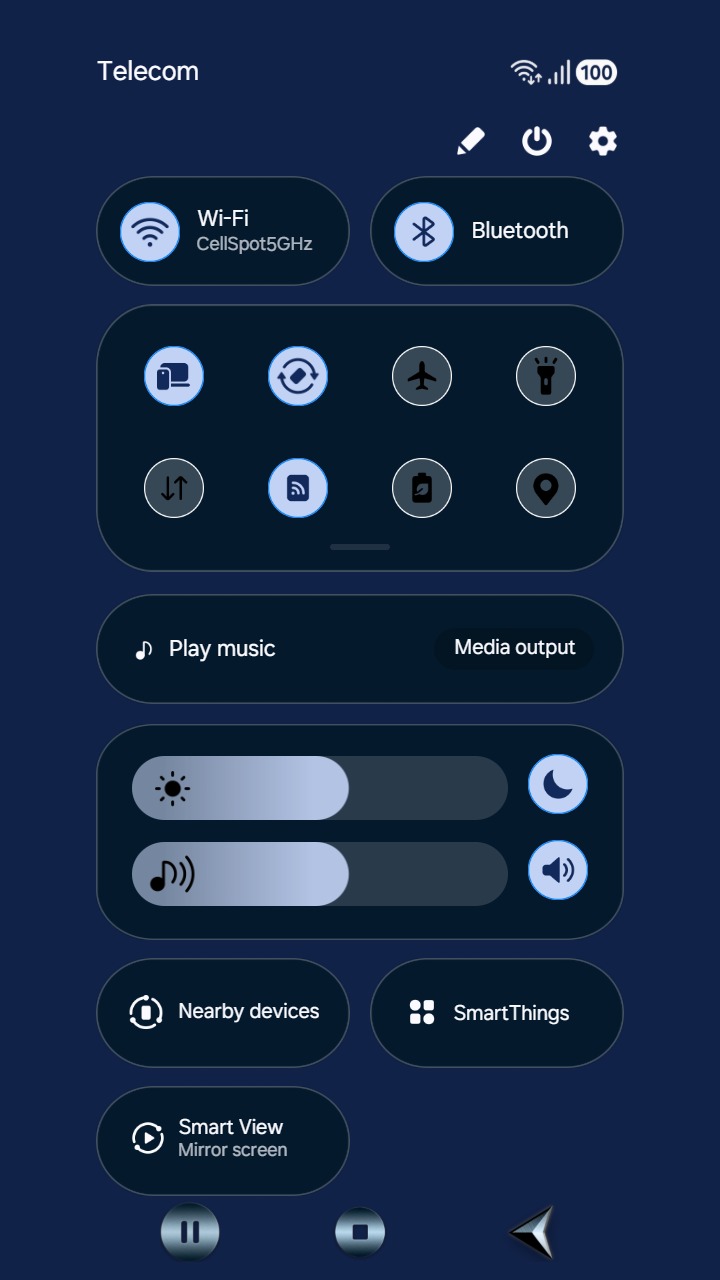 Telecom
100
Wi-Fi
CellSpot5GHz
Bluetooth
Play music
Media output
Nearby devices
SmartThings
Smart View
Mirror screen